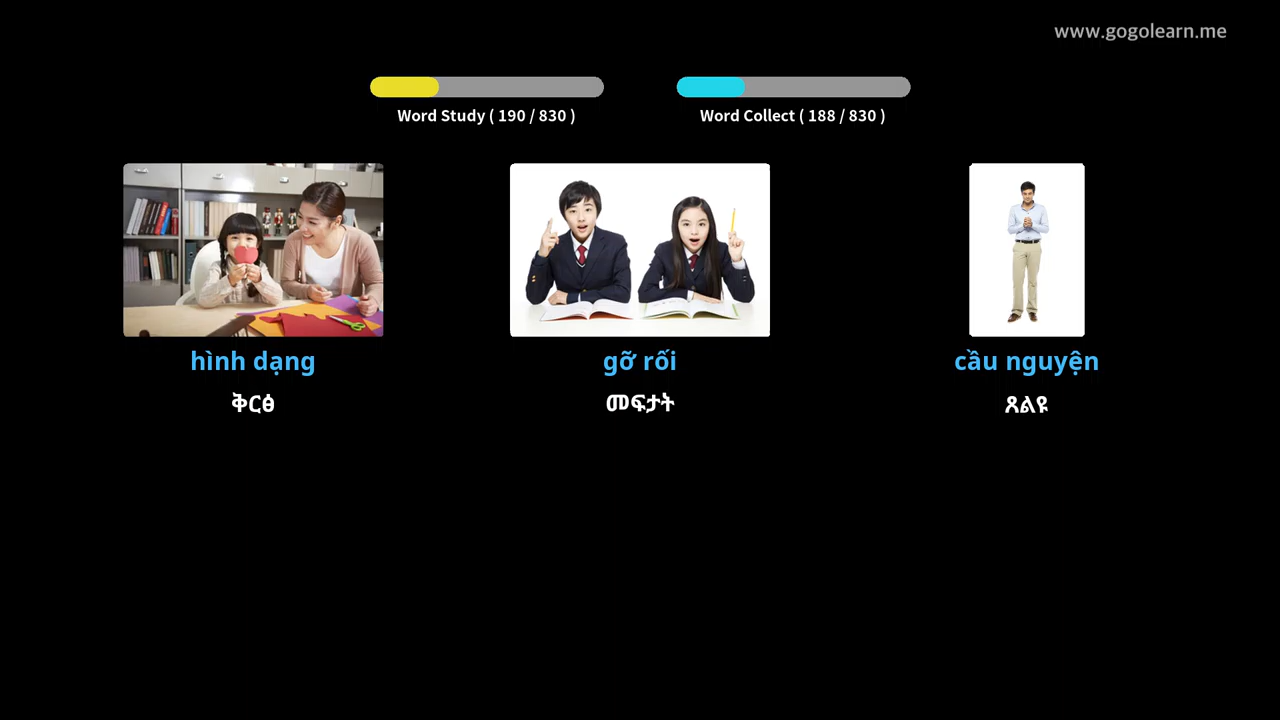 www.gogolearn.me
Word Study ( 190 / 830 )
Word Collect ( 188 / 830 )
hình dạng
gỡ rối
cầu nguyện
ቅርፅ
መፍታት
ጸልዩ